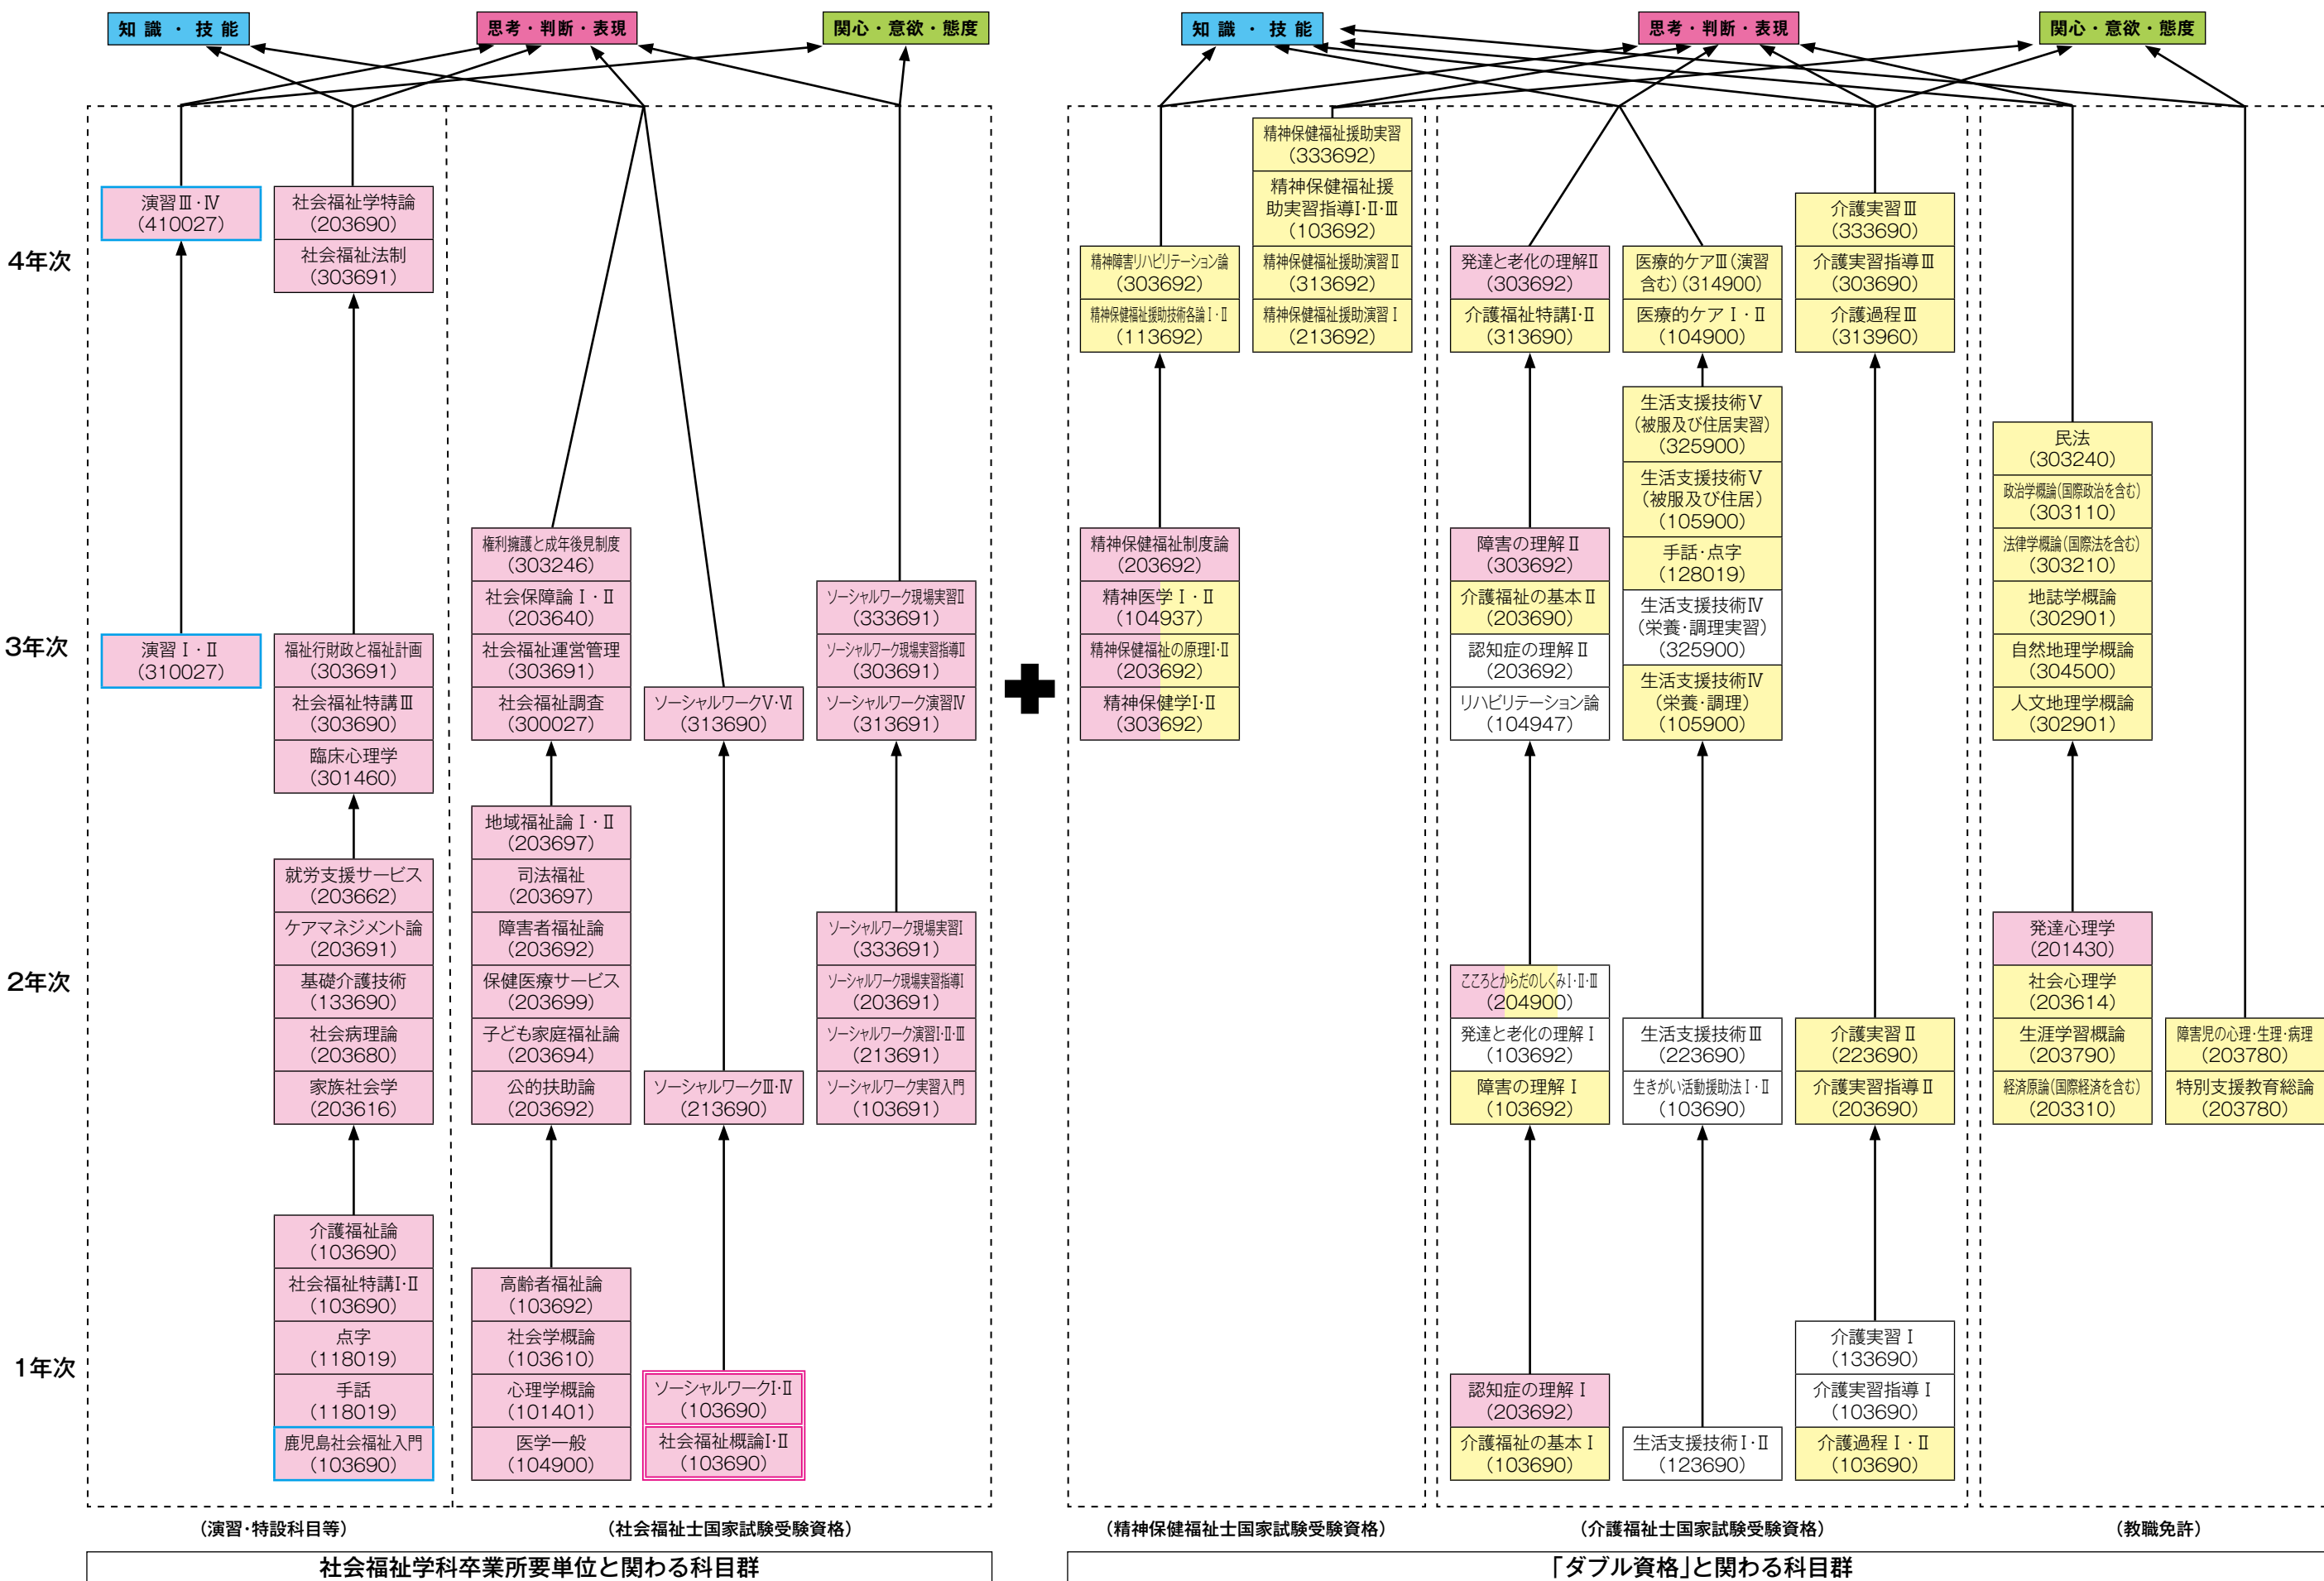 知識・技能
思考・判断・表現
関心・意欲・態度
知識・技能
思考・判断・表現
関心・意欲・態度
4年次
3年次
2年次
1年次
演習Ⅲ・Ⅳ
(410027)
演習Ⅰ・Ⅱ
(310027)
社会福祉学特論
(203690)
社会福祉法制
(303691)
福祉行財政と福祉計画
(303691)
社会福祉特講Ⅲ
(303690)
臨床心理学
(301460)
就労支援サービス
(203662)
ケアマネジメント論
(203691)
基礎介護技術
(133690)
社会病理論
(203680)
家族社会学
(203616)
介護福祉論
(103690)
社会福祉特講Ⅰ・Ⅱ
(103690)
点字
(118019)
手話
(118019)
鹿児島社会福祉入門
(103690)
権利擁護と成年後見制度
(303246)
社会保障論Ⅰ・Ⅱ
(203640)
社会福祉運営管理
(303691)
社会福祉調査
(300027)
地域福祉論Ⅰ・Ⅱ
(203697)
司法福祉
(203697)
障害者福祉論
(203692)
保健医療サービス
(203699)
子ども家庭福祉論
(203694)
公的扶助論
(203692)
高齢者福祉論
(103692)
社会学概論
(103610)
心理学概論
(101401)
医学一般
(104900)
ソーシャルワークⅤ・Ⅵ
(313690)
ソーシャルワークⅢ・Ⅳ
(213690)
ソーシャルワークⅠ・Ⅱ
(103690)
社会福祉概論Ⅰ・Ⅱ
(103690)
ソーシャルワーク現場実習Ⅱ
(333691)
ソーシャルワーク現場実習指導Ⅱ
(303691)
ソーシャルワーク演習Ⅳ
(313691)
ソーシャルワーク現場実習Ⅰ
(333691)
ソーシャルワーク現場実習指導Ⅰ
(203691)
ソーシャルワーク演習Ⅰ・Ⅱ・Ⅲ
(213691)
ソーシャルワーク実習入門
(103691)
精神障害リハビリテーション論
(303692)
精神保健福祉援助技術各論Ⅰ・Ⅱ
(113692)
精神保健福祉制度論
(203692)
精神医学Ⅰ・Ⅱ
(104937)
精神保健福祉の原理Ⅰ・Ⅱ
(203692)
精神保健学Ⅰ・Ⅱ
(303692)
精神保健福祉援助実習
(333692)
精神保健福祉援
助実習指導Ⅰ・Ⅱ・Ⅲ
(103692)
精神保健福祉援助演習Ⅱ
(313692)
精神保健福祉援助演習Ⅰ
(213692)
発達と老化の理解Ⅱ
(303692)
介護福祉特講Ⅰ・Ⅱ
(313690)
障害の理解Ⅱ
(303692)
介護福祉の基本Ⅱ
(203690)
認知症の理解Ⅱ
(203692)
リハビリテーション論
(104947)
こころとからだのしくみⅠ・Ⅱ・Ⅲ
(204900)
発達と老化の理解Ⅰ
(103692)
障害の理解Ⅰ
(103692)
認知症の理解Ⅰ
(203692)
介護福祉の基本Ⅰ
(103690)
医療的ケアⅢ(演習
含む)(314900)
医療的ケアⅠ・Ⅱ
(104900)
生活支援技術Ⅴ
(被服及び住居実習)
(325900)
生活支援技術Ⅴ
(被服及び住居)
(105900)
手話・点字
(128019)
生活支援技術Ⅳ
(栄養・調理実習)
(325900)
生活支援技術Ⅳ
(栄養・調理)
(105900)
生活支援技術Ⅲ
(223690)
生きがい活動援助法Ⅰ・Ⅱ
(103690)
生活支援技術Ⅰ・Ⅱ
(123690)
介護実習Ⅲ
(333690)
介護実習指導Ⅲ
(303690)
介護過程Ⅲ
(313960)
介護実習Ⅱ
(223690)
介護実習指導Ⅱ
(203690)
介護実習Ⅰ
(133690)
介護実習指導Ⅰ
(103690)
介護過程Ⅰ・Ⅱ
(103690)
民法
(303240)
政治学概論(国際政治を含む)
(303110)
法律学概論(国際法を含む)
(303210)
地誌学概論
(302901)
自然地理学概論
(304500)
人文地理学概論
(302901)
発達心理学
(201430)
社会心理学
(203614)
生涯学習概論
(203790)
経済原論(国際経済を含む)
(203310)
障害児の心理・生理・病理
(203780)
特別支援教育総論
(203780)
(演習・特設科目等)
(社会福祉士国家試験受験資格)
(精神保健福祉士国家試験受験資格)
(介護福祉士国家試験受験資格)
(教職免許)
社会福祉学科卒業所要単位と関わる科目群
「ダブル資格」と関わる科目群